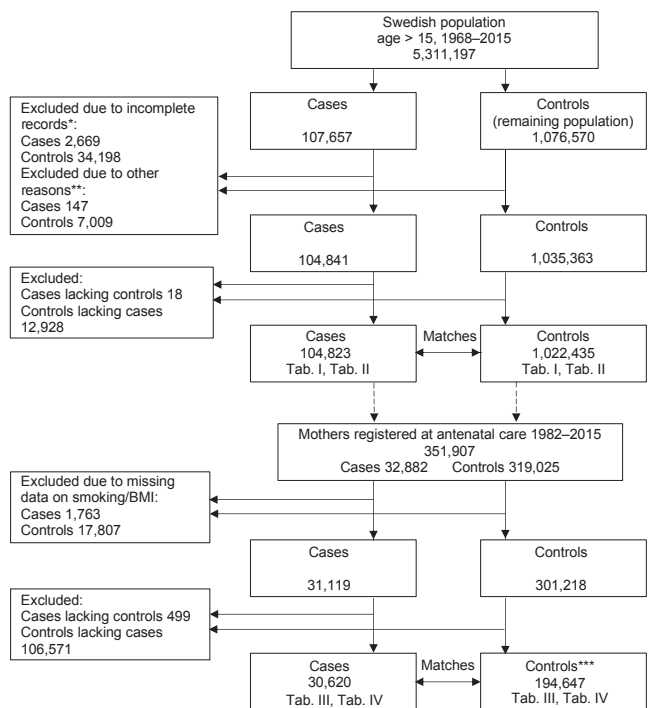 Swedish population
age > 15, 1968–2015
5,311,197
Cases
107,657
Controls
(remaining population)
1,076,570
Excluded due to incomplete
records*:
Cases 2,669
Controls 34,198
Excluded due to other
reasons**:
Cases 147
Controls 7,009
Cases
104,841
Controls
1,035,363
Excluded:
Cases lacking controls 18
Controls lacking cases
12,928
Cases
104,823
Tab. I, Tab. II
Matches
Controls
1,022,435
Tab. I, Tab. II
Mothers registered at antenatal care 1982–2015
351,907
Cases 32,882 Controls 319,025
Excluded due to missing
data on smoking/BMI:
Cases 1,763
Controls 17,807
Cases
31,119
Controls
301,218
Excluded:
Cases lacking controls 499
Controls lacking cases
106,571
Cases
30,620
Tab. III, Tab. IV
Matches
Controls***
194,647
Tab. III, Tab. IV